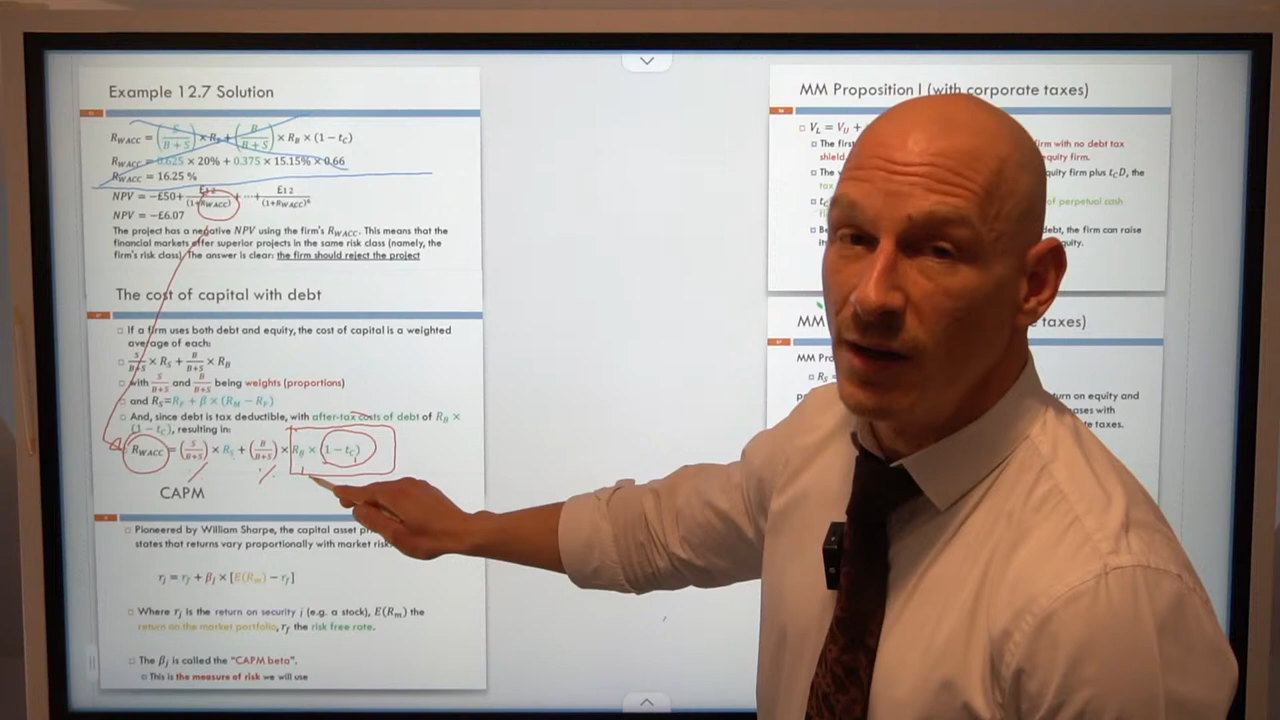 Example 12.7 Solution
R_WACC = (S/B+S) × R_S + (B/B+S) × R_B × (1 − t_C)
R_WACC = 0.625 × 20% + 0.375 × 15.15% × 0.66
R_WACC = 16.25 %
NPV = −£50+ £12/(1+R_WACC) + ⋯ + £12/(1+R_WACC)^6
NPV = −£6.07
The project has a negative NPV using the firm's R_WACC. This means that the
financial markets offer superior projects in the same risk class (namely, the
firm's risk class). The answer is clear: the firm should reject the project
The cost of capital with debt
If a firm uses both debt and equity, the cost of capital is a weighted
average of each:
S/B+S × R_S + B/B+S × R_B
with S/B+S and B/B+S being weights (proportions)
and R_S=R_F + β × (R_M − R_F)
And, since debt is tax deductible, with after-tax costs of debt of R_B ×
(1 − t_C), resulting in:
R_WACC = (S/B+S) × R_S + (B/B+S) × R_B × (1 − t_C)
CAPM
Pioneered by William Sharpe, the capital asset
states that returns vary proportionally with market risk
r_j = r_f + β_j × [E(R_m) − r_f]
Where r_j is the return on security j (e.g. a stock), E(R_m) the
return on the market portfolio, r_f the risk free rate.
The β_j is called the "CAPM beta".
This is the measure of risk we will use
MM Proposition I (with corporate taxes)
V_L = V_U +
The first firm with no debt tax
shield equity firm.
The equity firm plus t_C D, the
tax
of perpetual cash
debt, the firm can raise
equity.
MM taxes)
MM
R_S = return on equity and
with
taxes.